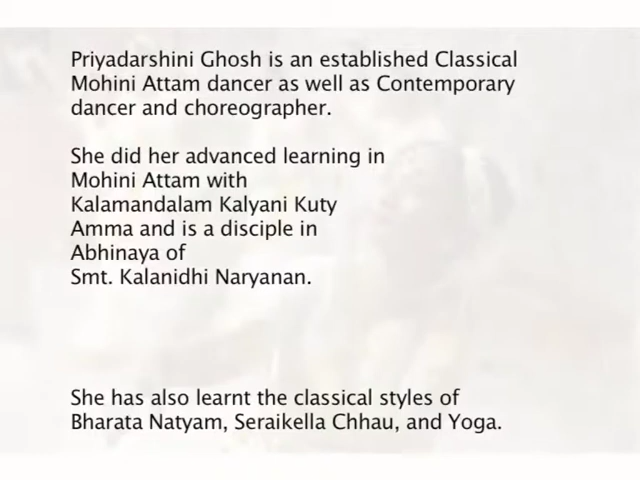 Priyadarshini Ghosh is an established Classical
Mohini Attam dancer as well as Contemporary
dancer and choreographer.
She did her advanced learning in
Mohini Attam with
Kalamandalam Kalyani Kuty
Amma and is a disciple in
Abhinaya of
Smt. Kalanidhi Naryanan.
She has also learnt the classical styles of
Bharata Natyam, Seraikella Chhau, and Yoga.